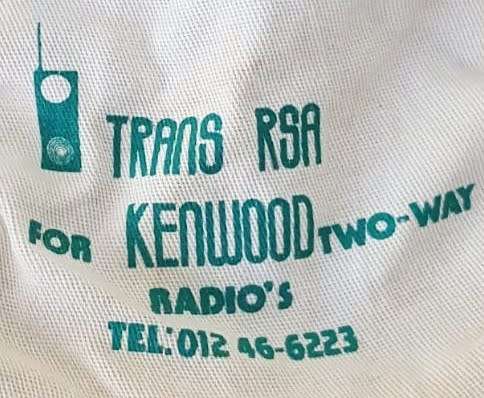 TRANS RSA
FOR KENWOOD TWO-WAY
RADIO'S
TEL: 012 46-6223